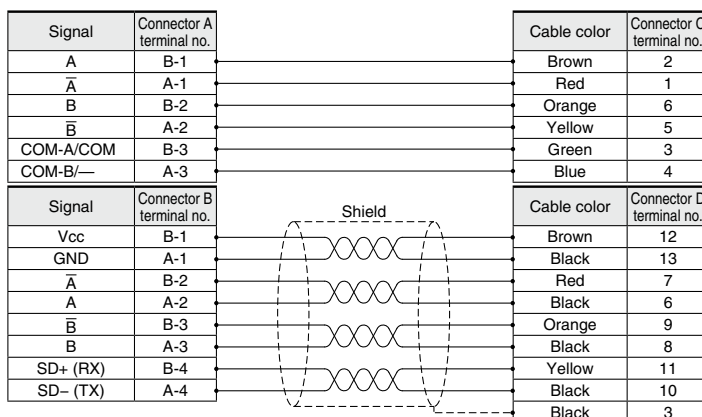 Signal Connector A terminal no. Cable color Connector C terminal no.
A B-1 Brown 2
A̅ A-1 Red 1
B B-2 Orange 6
B̅ A-2 Yellow 5
COM-A/COM B-3 Green 3
COM-B/— A-3 Blue 4
Signal Connector B terminal no. Shield Cable color Connector D terminal no.
Vcc B-1 Brown 12
GND A-1 Black 13
A̅ B-2 Red 7
A A-2 Black 6
B̅ B-3 Orange 9
B A-3 Black 8
SD+ (RX) B-4 Yellow 11
SD− (TX) A-4 Black 10
Black 3